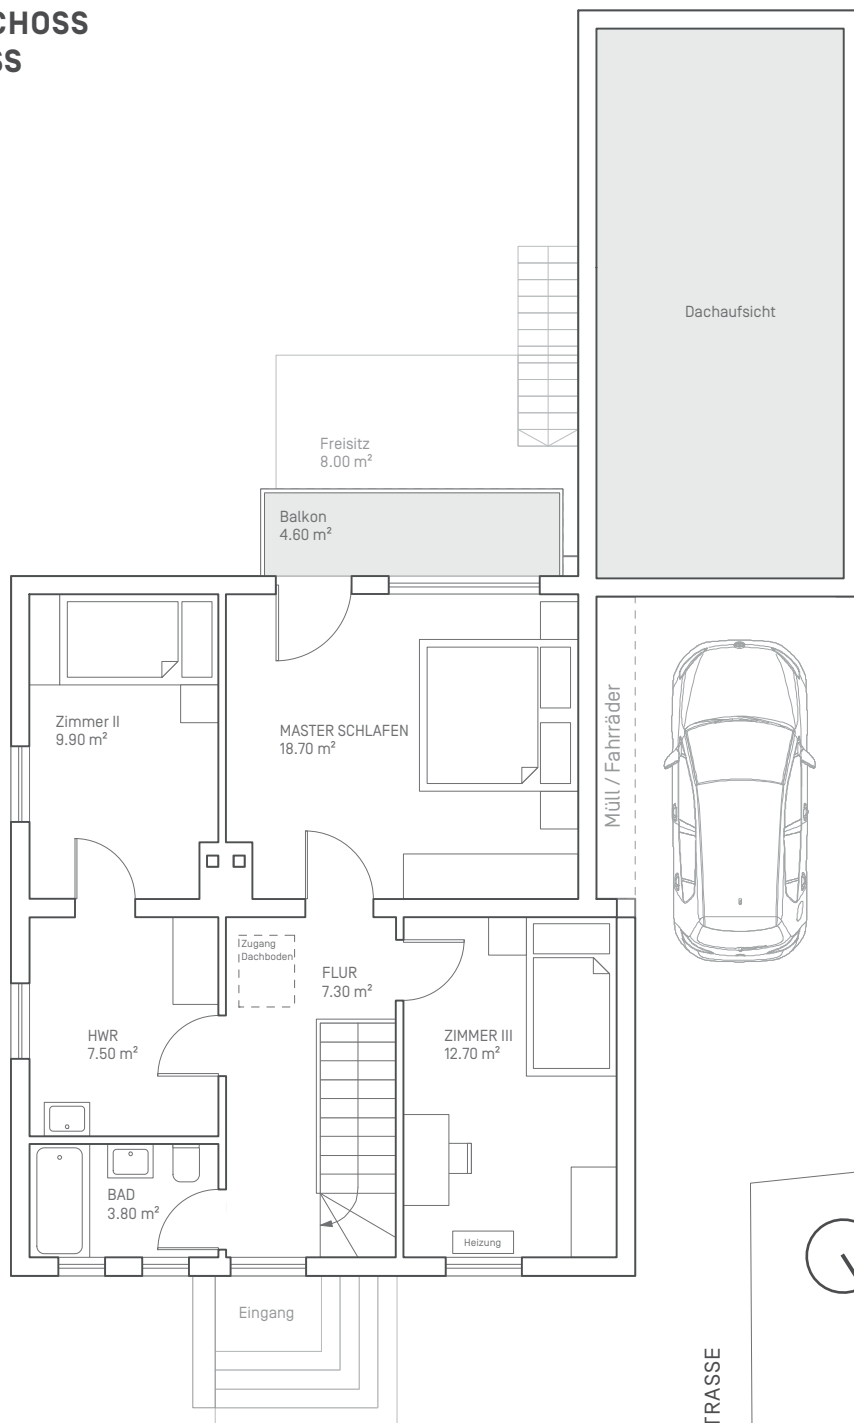 CHOSS
SS
Dachaufsicht
Freisitz
8.00 m²
Balkon
4.60 m²
Zimmer II
9.90 m²
MASTER SCHLAFEN
18.70 m²
Müll / Fahrräder
Zugang
Dachboden
FLUR
7.30 m²
HWR
7.50 m²
ZIMMER III
12.70 m²
BAD
3.80 m²
Heizung
Eingang
TRASSE